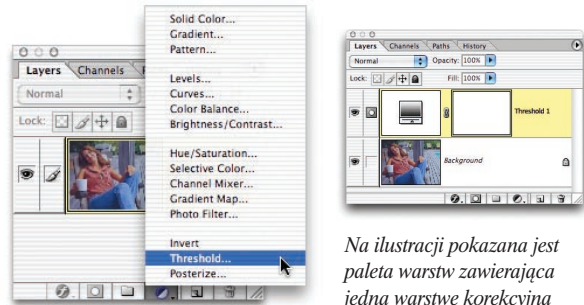 Layers
Channels
Normal
Lock:
Solid Color...
Gradient...
Pattern...
Levels...
Curves...
Color Balance...
Brightness/Contrast...
Hue/Saturation...
Selective Color...
Channel Mixer...
Gradient Map...
Photo Filter...
Invert
Threshold...
Posterize...
Layers Channels Paths History
Normal Opacity: 100%
Lock: Fill: 100%
Threshold 1
Background
Na ilustracji pokazana jest
paleta warstw zawierająca
jedną warstwę korekcyjną